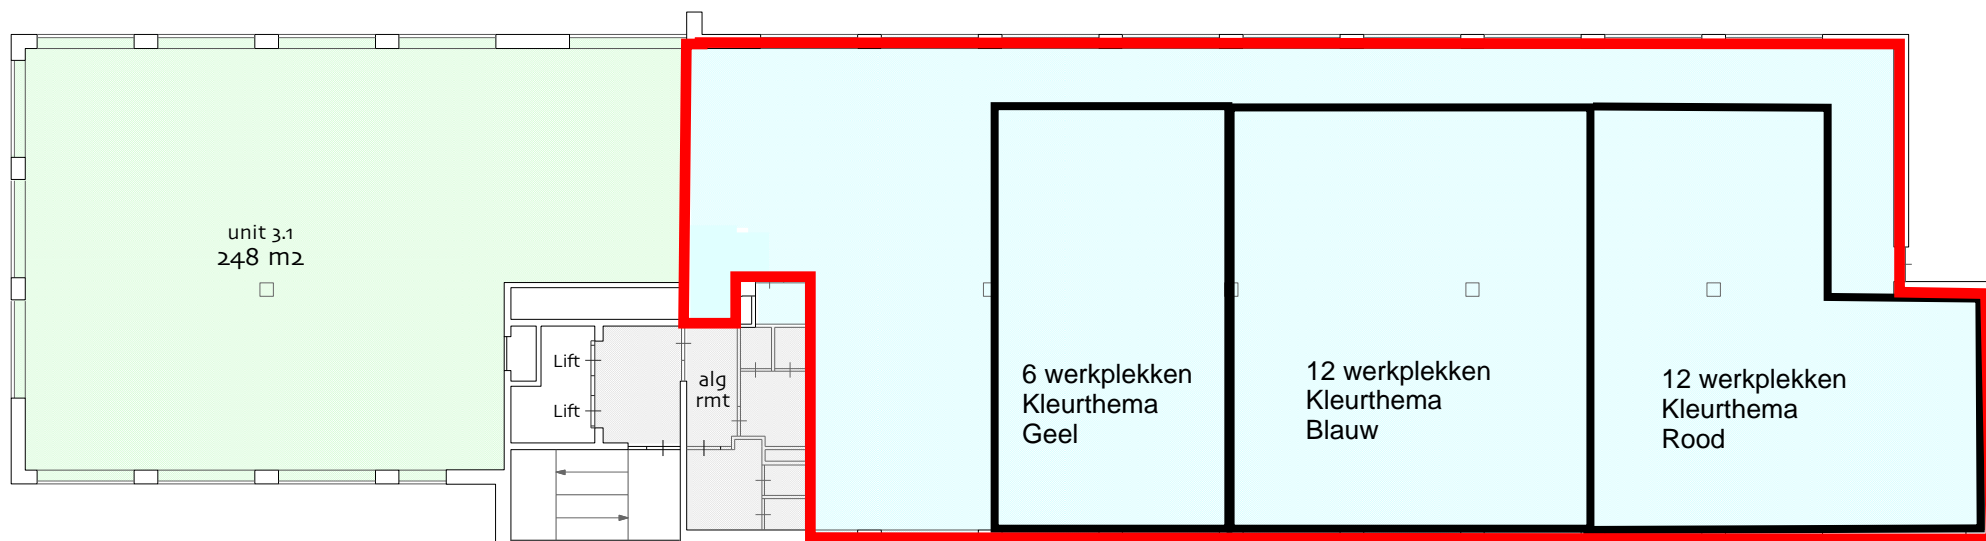 unit 3.1
248 m2
Lift
Lift
alg
rmt
6 werkplekken
Kleurthema
Geel
12 werkplekken
Kleurthema
Blauw
12 werkplekken
Kleurthema
Rood